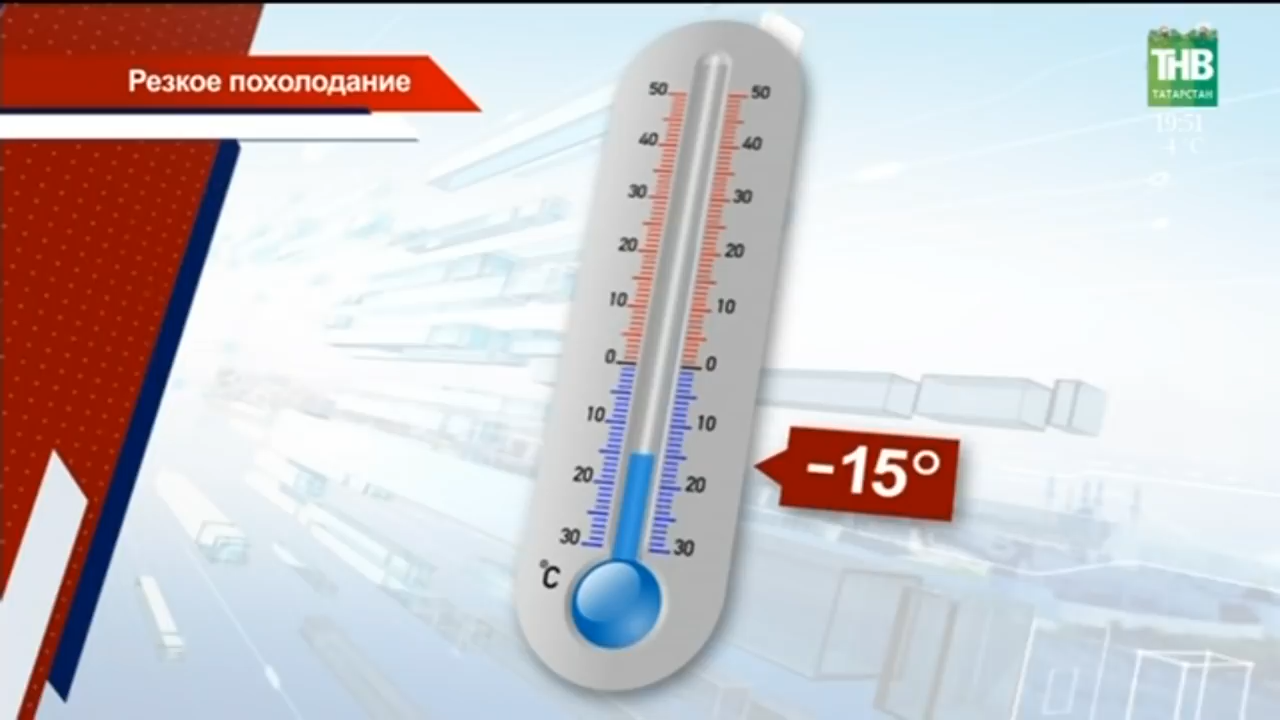 Резкое похолодание
ТНВ
ТАТАРСТАН
19:51
-4 °C
50 50
40 40
30 30
20 20
10 10
0 0
10 10
20 20
30 30
°C
-15°